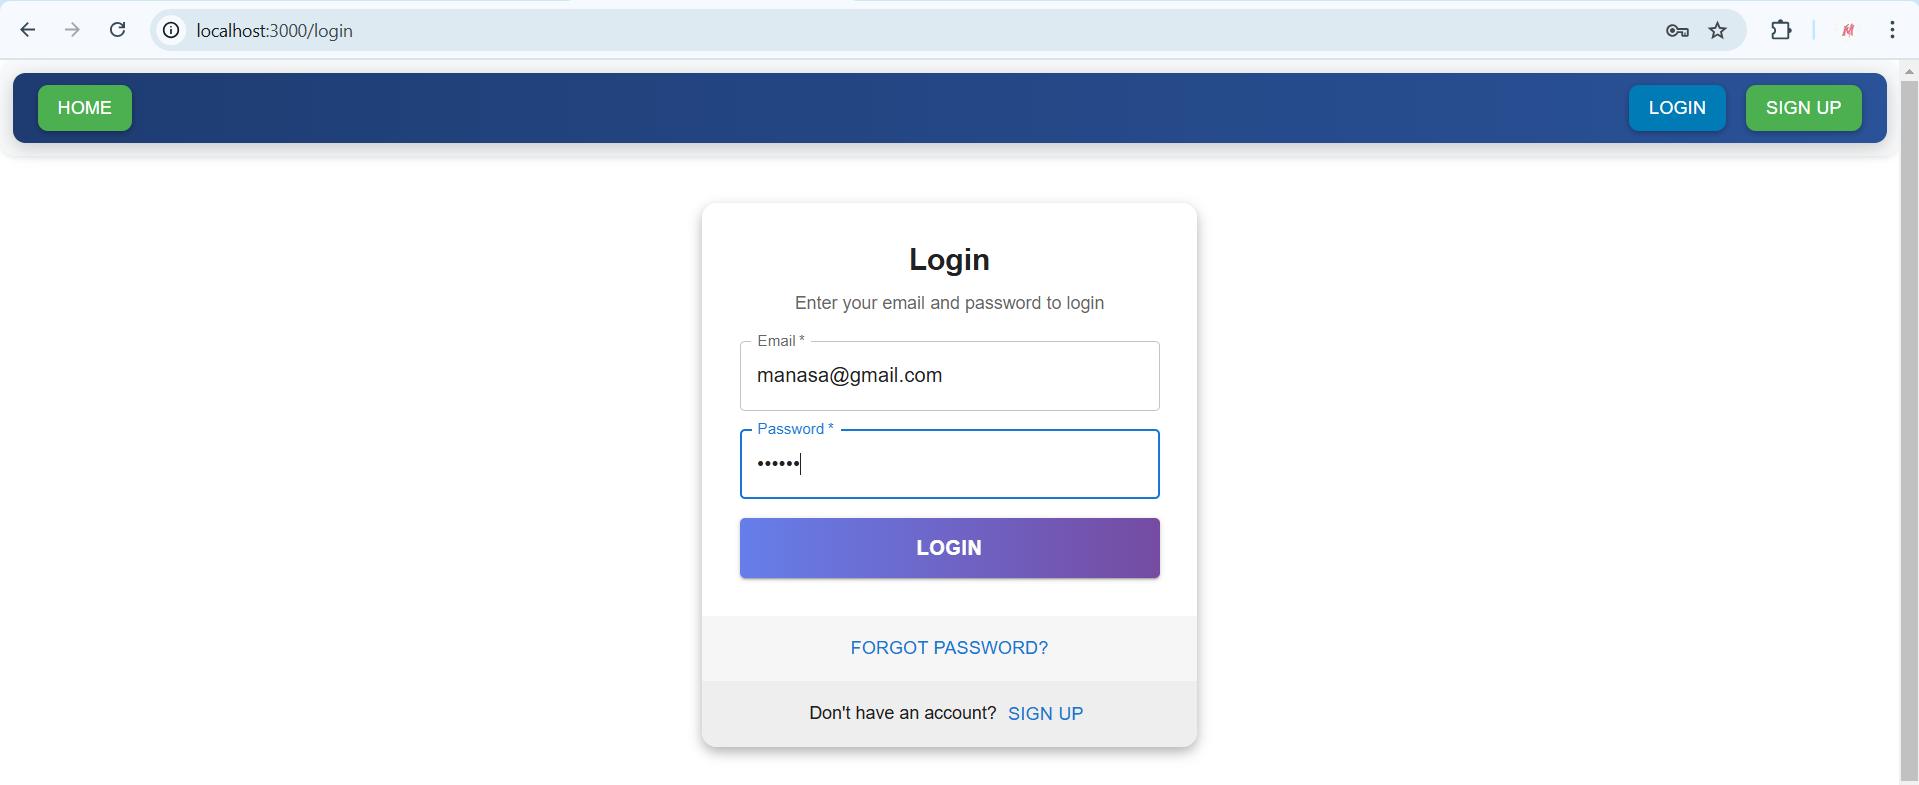 localhost:3000/login
HOME LOGIN SIGN UP
Login
Enter your email and password to login
Email *
manasa@gmail.com
Password *
••••••
LOGIN
FORGOT PASSWORD?
Don't have an account? SIGN UP